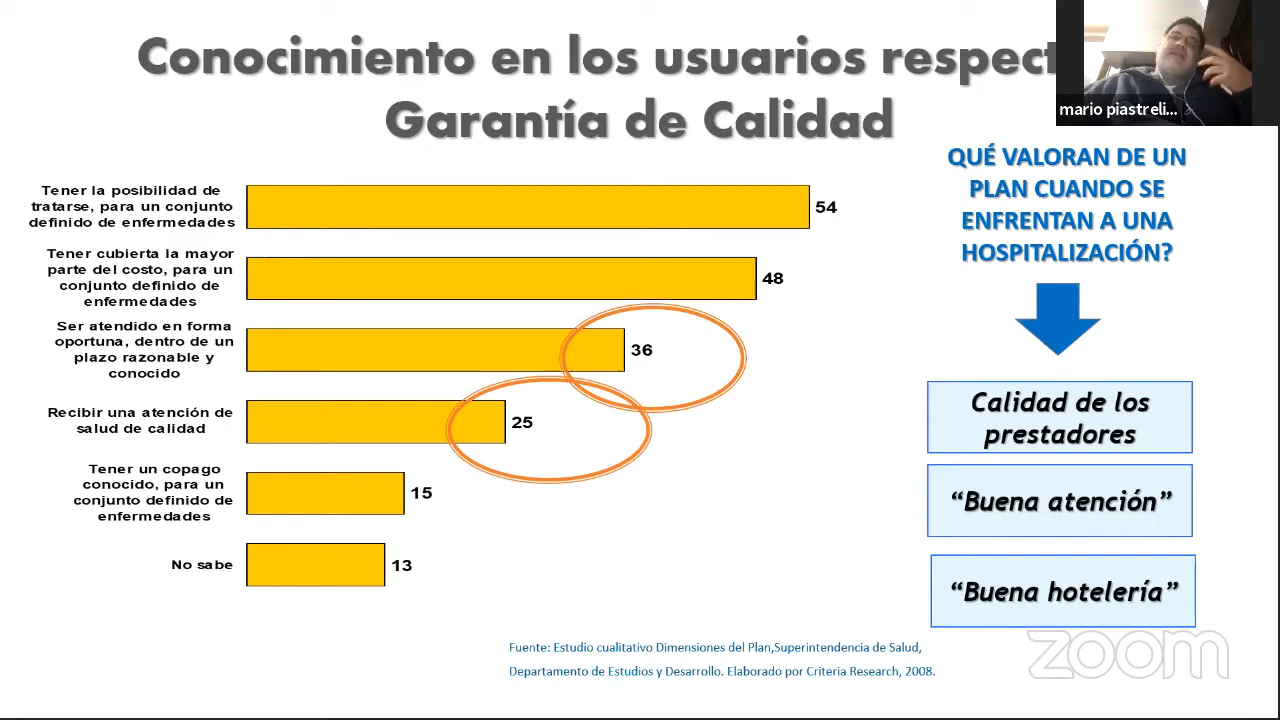 Conocimiento en los usuarios respect
Garantía de Calidad
mario piastreli...
QUÉ VALORAN DE UN
PLAN CUANDO SE
ENFRENTAN A UNA
HOSPITALIZACIÓN?
Tener la posibilidad de
tratarse, para un conjunto
definido de enfermedades
54
Tener cubierta la mayor
parte del costo, para un
conjunto definido de
enfermedades
48
Ser atendido en forma
oportuna, dentro de un
plazo razonable y
conocido
36
Recibir una atención de
salud de calidad
25
Tener un copago
conocido, para un
conjunto definido de
enfermedades
15
No sabe
13
Calidad de los
prestadores
“Buena atención”
“Buena hotelería”
Fuente: Estudio cualitativo Dimensiones del Plan,Superintendencia de Salud,
Departamento de Estudios y Desarrollo. Elaborado por Criteria Research, 2008.
zoom